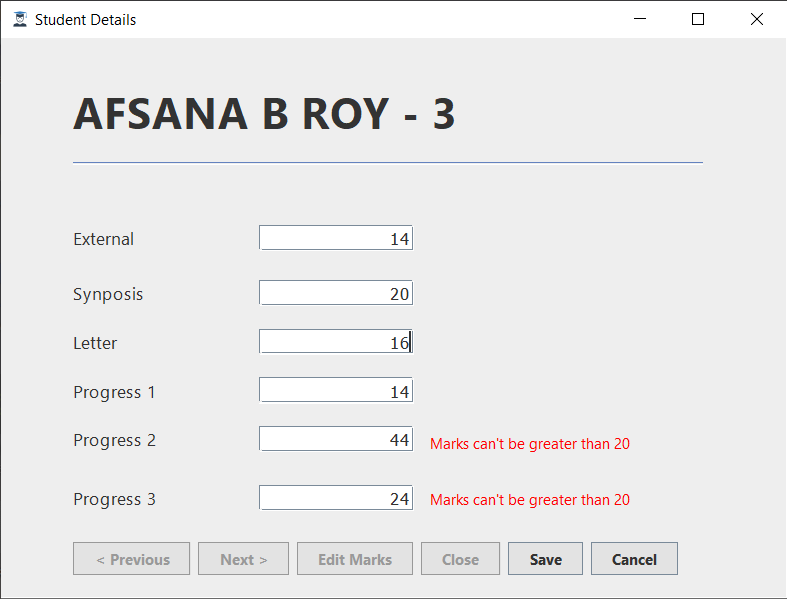 Student Details
AFSANA B ROY - 3
External 14
Synposis 20
Letter 16
Progress 1 14
Progress 2 44 Marks can't be greater than 20
Progress 3 24 Marks can't be greater than 20
< Previous Next > Edit Marks Close Save Cancel